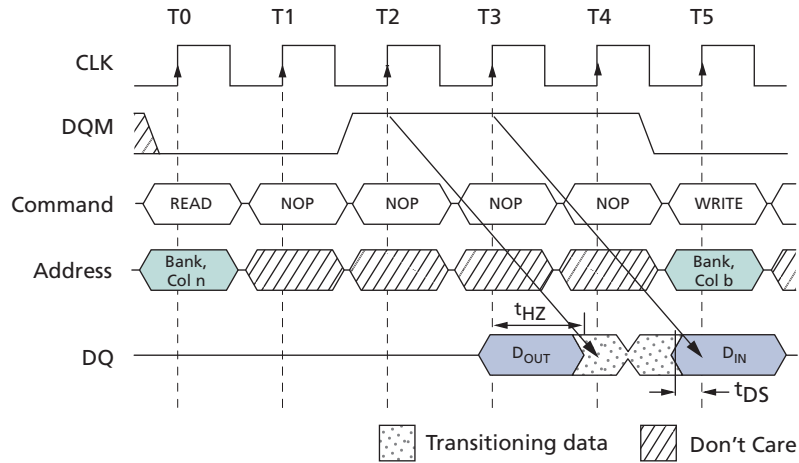 T0 T1 T2 T3 T4 T5
CLK
DQM
Command READ NOP NOP NOP NOP WRITE
Address Bank, Col n Bank, Col b
tHZ
DQ DOUT DIN
tDS
Transitioning data Don't Care